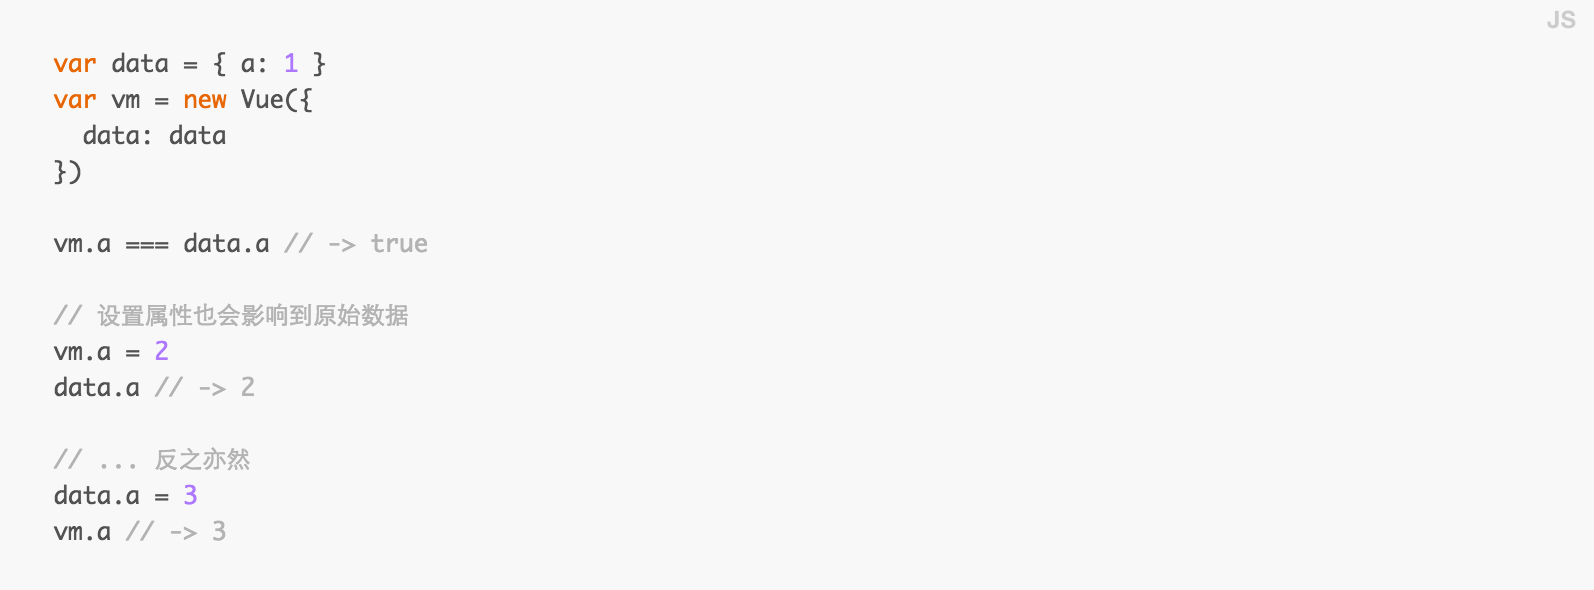 JS
var data = { a: 1 }
var vm = new Vue({
  data: data
})
vm.a === data.a // -> true
// 设置属性也会影响到原始数据
vm.a = 2
data.a // -> 2
// ... 反之亦然
data.a = 3
vm.a // -> 3